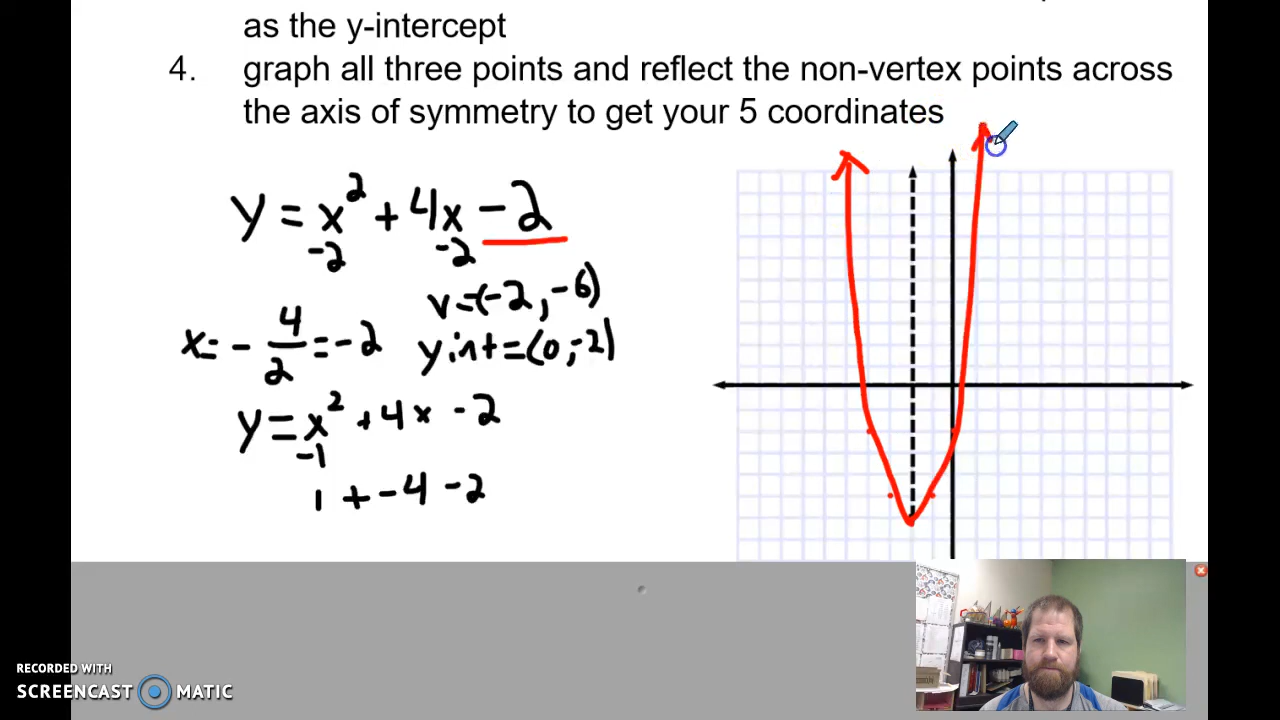 as the y-intercept
4. graph all three points and reflect the non-vertex points across
the axis of symmetry to get your 5 coordinates
y = x² + 4x - 2
-2 -2
v=(-2,-6)
x= - 4/2 = -2
y int = (0,-2)
y = x² + 4x - 2
-1
1 + -4 - 2
RECORDED WITH
SCREENCAST MATIC